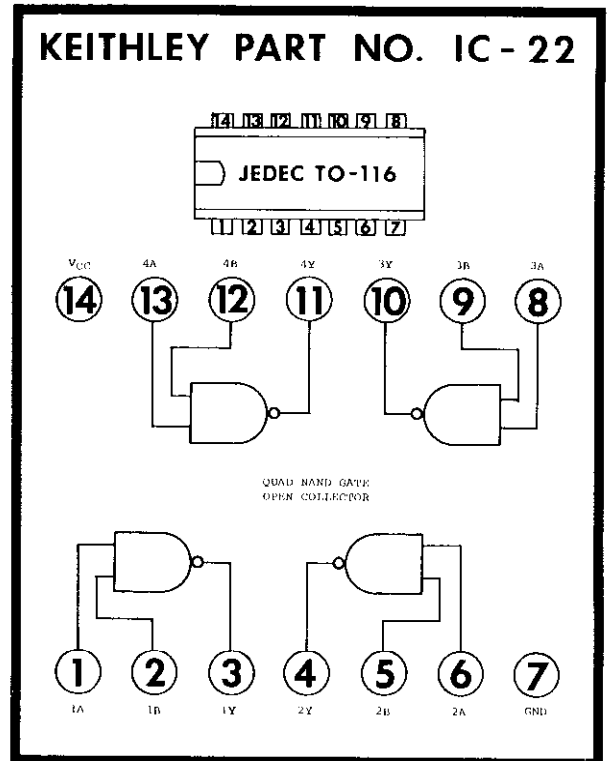 KEITHLEY PART NO. IC-22
14 13 12 11 10 9 8
JEDEC TO-116
1 2 3 4 5 6 7
VCC 4A 4B 4Y 3Y 3B 3A
14 13 12 11 10 9 8
QUAD NAND GATE
OPEN COLLECTOR
1 2 3 4 5 6 7
1A 1B 1Y 2Y 2B 2A GND